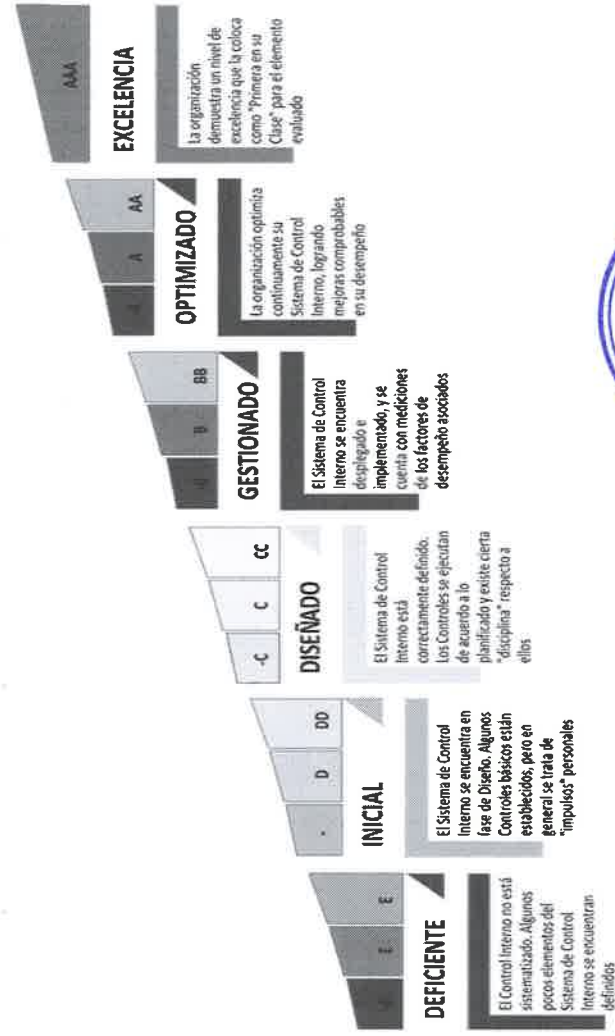 E
E
DEFICIENTE
El Control Interno no está
sistematizado. Algunos
pocos elementos del
Sistema de Control
Interno se encuentran
definidos
-
D
DD
INICIAL
El Sistema de Control
Interno se encuentra en
fase de Diseño. Algunos
Controles básicos están
establecidos, pero en
general se trata de
"impulsos" personales
-C
C
CC
DISEÑADO
El Sistema de Control
Interno está
correctamente definido.
Los Controles se ejecutan
de acuerdo a lo
planificado y existe cierta
"disciplina" respecto a
ellos
B
BB
GESTIONADO
El Sistema de Control
Interno se encuentra
desplegado e
implementado, y se
cuenta con mediciones
de los factores de
desempeño asociados
A
AA
OPTIMIZADO
La organización optimiza
continuamente su
Sistema de Control
Interno, logrando
mejoras comprobables
en su desempeño
AAA
EXCELENCIA
La organización
demuestra un nivel de
excelencia que la coloca
como "Primera en su
Clase" para el elemento
evaluado